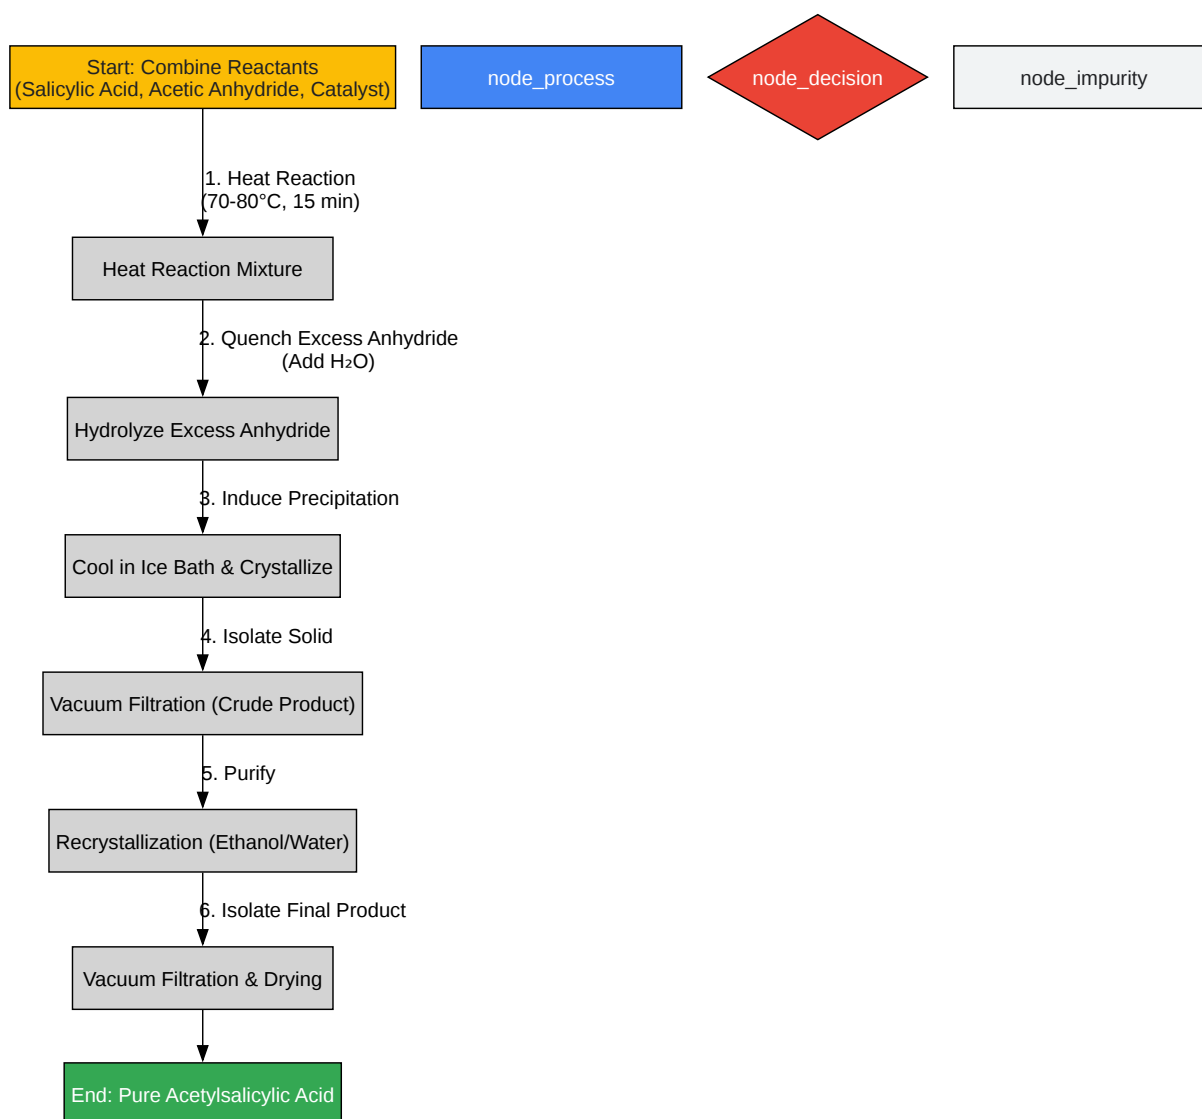 Start: Combine Reactants
(Salicylic Acid, Acetic Anhydride, Catalyst)
node_process
node_decision
node_impurity
1. Heat Reaction
(70-80°C, 15 min)
Heat Reaction Mixture
2. Quench Excess Anhydride
(Add H₂O)
Hydrolyze Excess Anhydride
3. Induce Precipitation
Cool in Ice Bath & Crystallize
4. Isolate Solid
Vacuum Filtration (Crude Product)
5. Purify
Recrystallization (Ethanol/Water)
6. Isolate Final Product
Vacuum Filtration & Drying
End: Pure Acetylsalicylic Acid